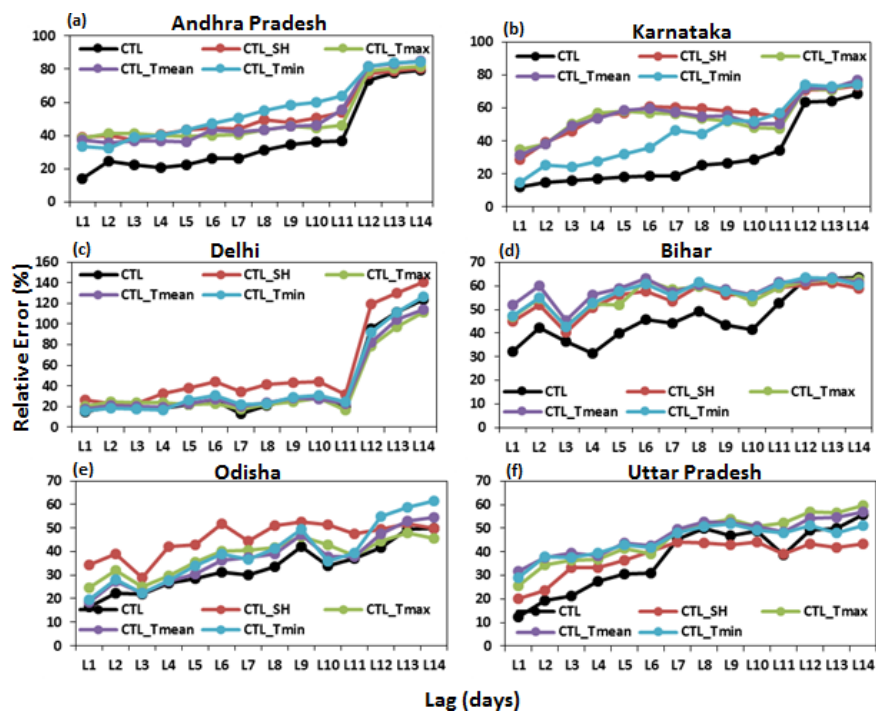 (a) Andhra Pradesh
CTL CTL_SH CTL_Tmax
CTL_Tmean CTL_Tmin
100
80
60
40
20
0
L1 L2 L3 L4 L5 L6 L7 L8 L9 L10 L11 L12 L13 L14
(b) Karnataka
CTL CTL_SH CTL_Tmax
CTL_Tmean CTL_Tmin
100
80
60
40
20
0
L1 L2 L3 L4 L5 L6 L7 L8 L9 L10 L11 L12 L13 L14
Relative Error (%)
(c) Delhi
CTL CTL_SH CTL_Tmax
CTL_Tmean CTL_Tmin
160
140
120
100
80
60
40
20
0
L1 L2 L3 L4 L5 L6 L7 L8 L9 L10 L11 L12 L13 L14
(d) Bihar
70
60
50
40
30
20
10
0
CTL CTL_SH CTL_Tmax
CTL_Tmean CTL_Tmin
L1 L2 L3 L4 L5 L6 L7 L8 L9 L10 L11 L12 L13 L14
(e) Odisha
70
60
50
40
30
20
10
0
CTL CTL_SH CTL_Tmax
CTL_Tmean CTL_Tmin
L1 L2 L3 L4 L5 L6 L7 L8 L9 L10 L11 L12 L13 L14
(f) Uttar Pradesh
70
60
50
40
30
20
10
0
CTL CTL_SH CTL_Tmax
CTL_Tmean CTL_Tmin
L1 L2 L3 L4 L5 L6 L7 L8 L9 L10 L11 L12 L13 L14
Lag (days)